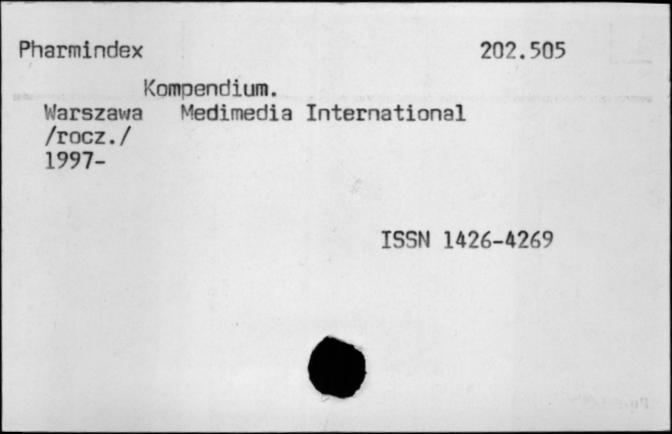 Pharmindex 202.505
Kompendium.
Warszawa Medimedia International
/rocz./
1997-
ISSN 1426-4269